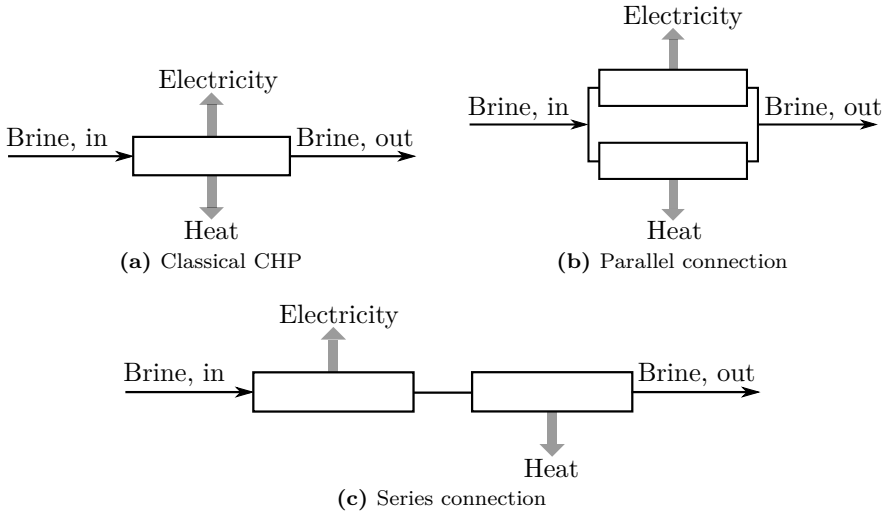 Electricity
Brine, in
Brine, out
Heat
(a) Classical CHP
Electricity
Brine, in
Brine, out
Heat
(b) Parallel connection
Electricity
Brine, in
Brine, out
Heat
(c) Series connection